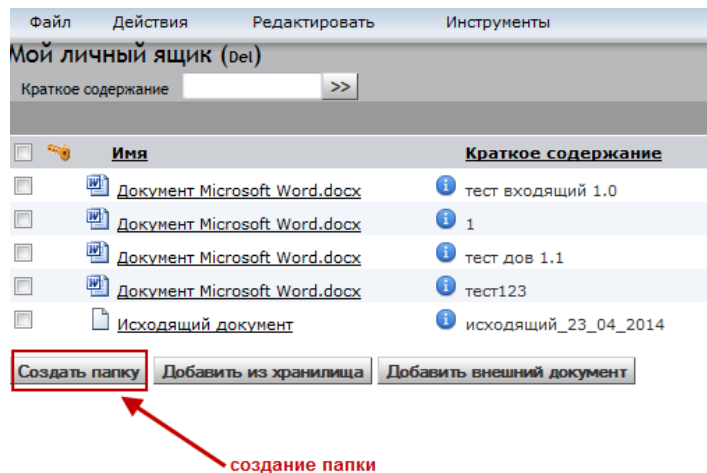 Файл Действия Редактировать Инструменты
Мой личный ящик (Del)
Краткое содержание >>
Имя Краткое содержание
Документ Microsoft Word.docx тест входящий 1.0
Документ Microsoft Word.docx 1
Документ Microsoft Word.docx тест дов 1.1
Документ Microsoft Word.docx тест123
Исходящий документ исходящий_23_04_2014
Создать папку Добавить из хранилища Добавить внешний документ
создание папки